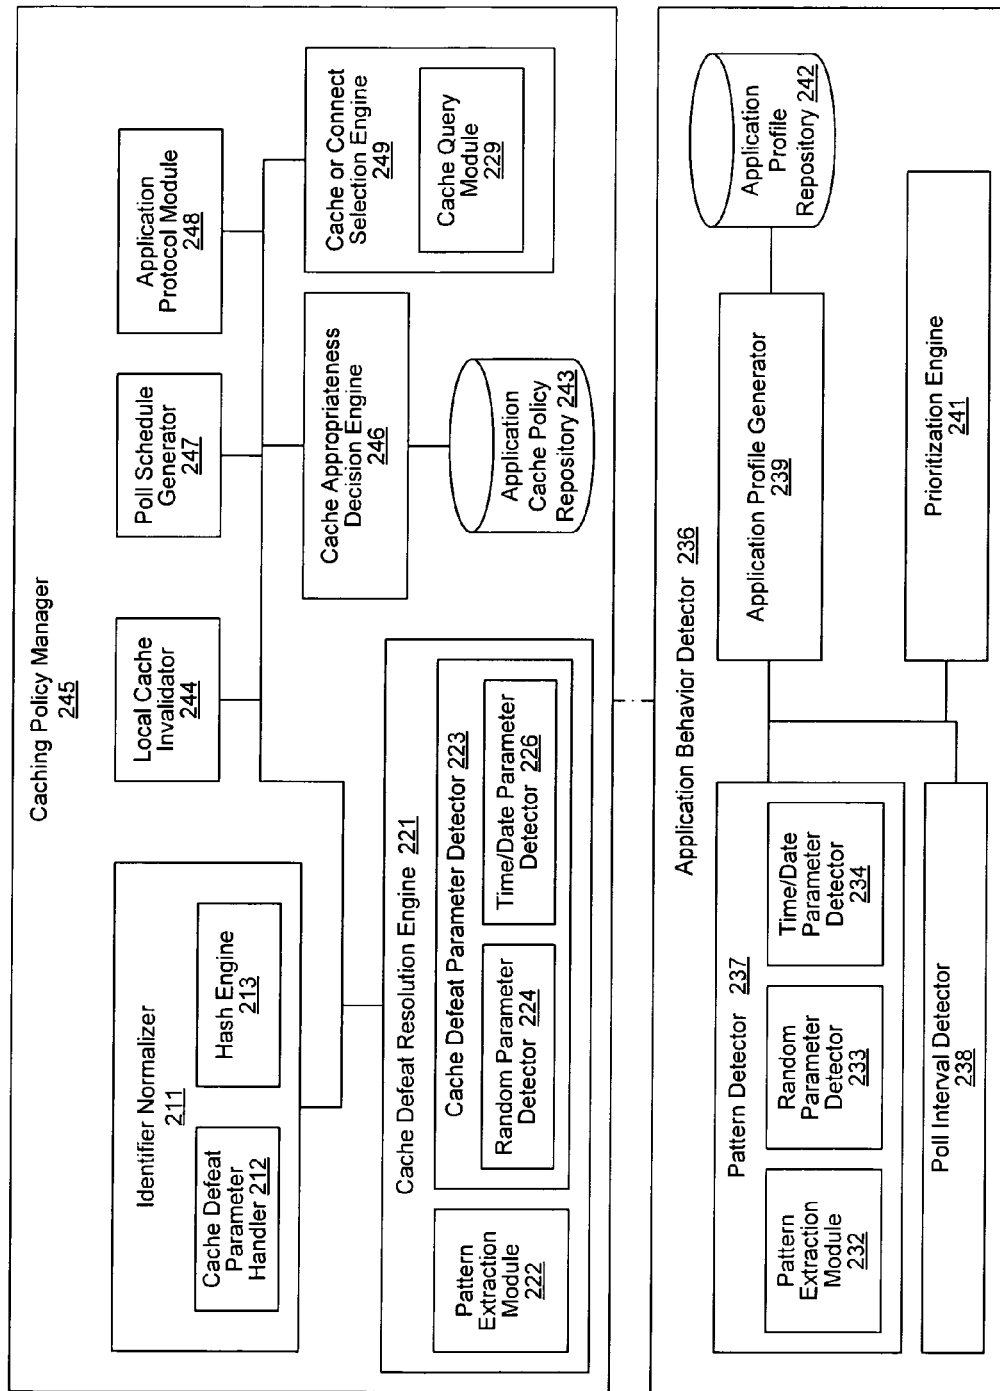 Caching Policy Manager
245
Identifier Normalizer
211
Cache Defeat
Parameter
Handler 212
Hash Engine
213
Local Cache
Invalidator
244
Poll Schedule
Generator
247
Application
Protocol Module
248
Cache Defeat Resolution Engine 221
Pattern
Extraction
Module
222
Cache Defeat Parameter Detector 223
Random Parameter
Detector 224
Time/Date Parameter
Detector 226
Cache Appropriateness
Decision Engine
246
Application
Cache Policy
Repository 243
Cache or Connect
Selection Engine
249
Cache Query
Module
229
Application Behavior Detector 236
Pattern Detector 237
Pattern
Extraction
Module
232
Random
Parameter
Detector
233
Time/Date
Parameter
Detector
234
Poll Interval Detector
238
Application Profile Generator
239
Application
Profile
Repository 242
Prioritization Engine
241